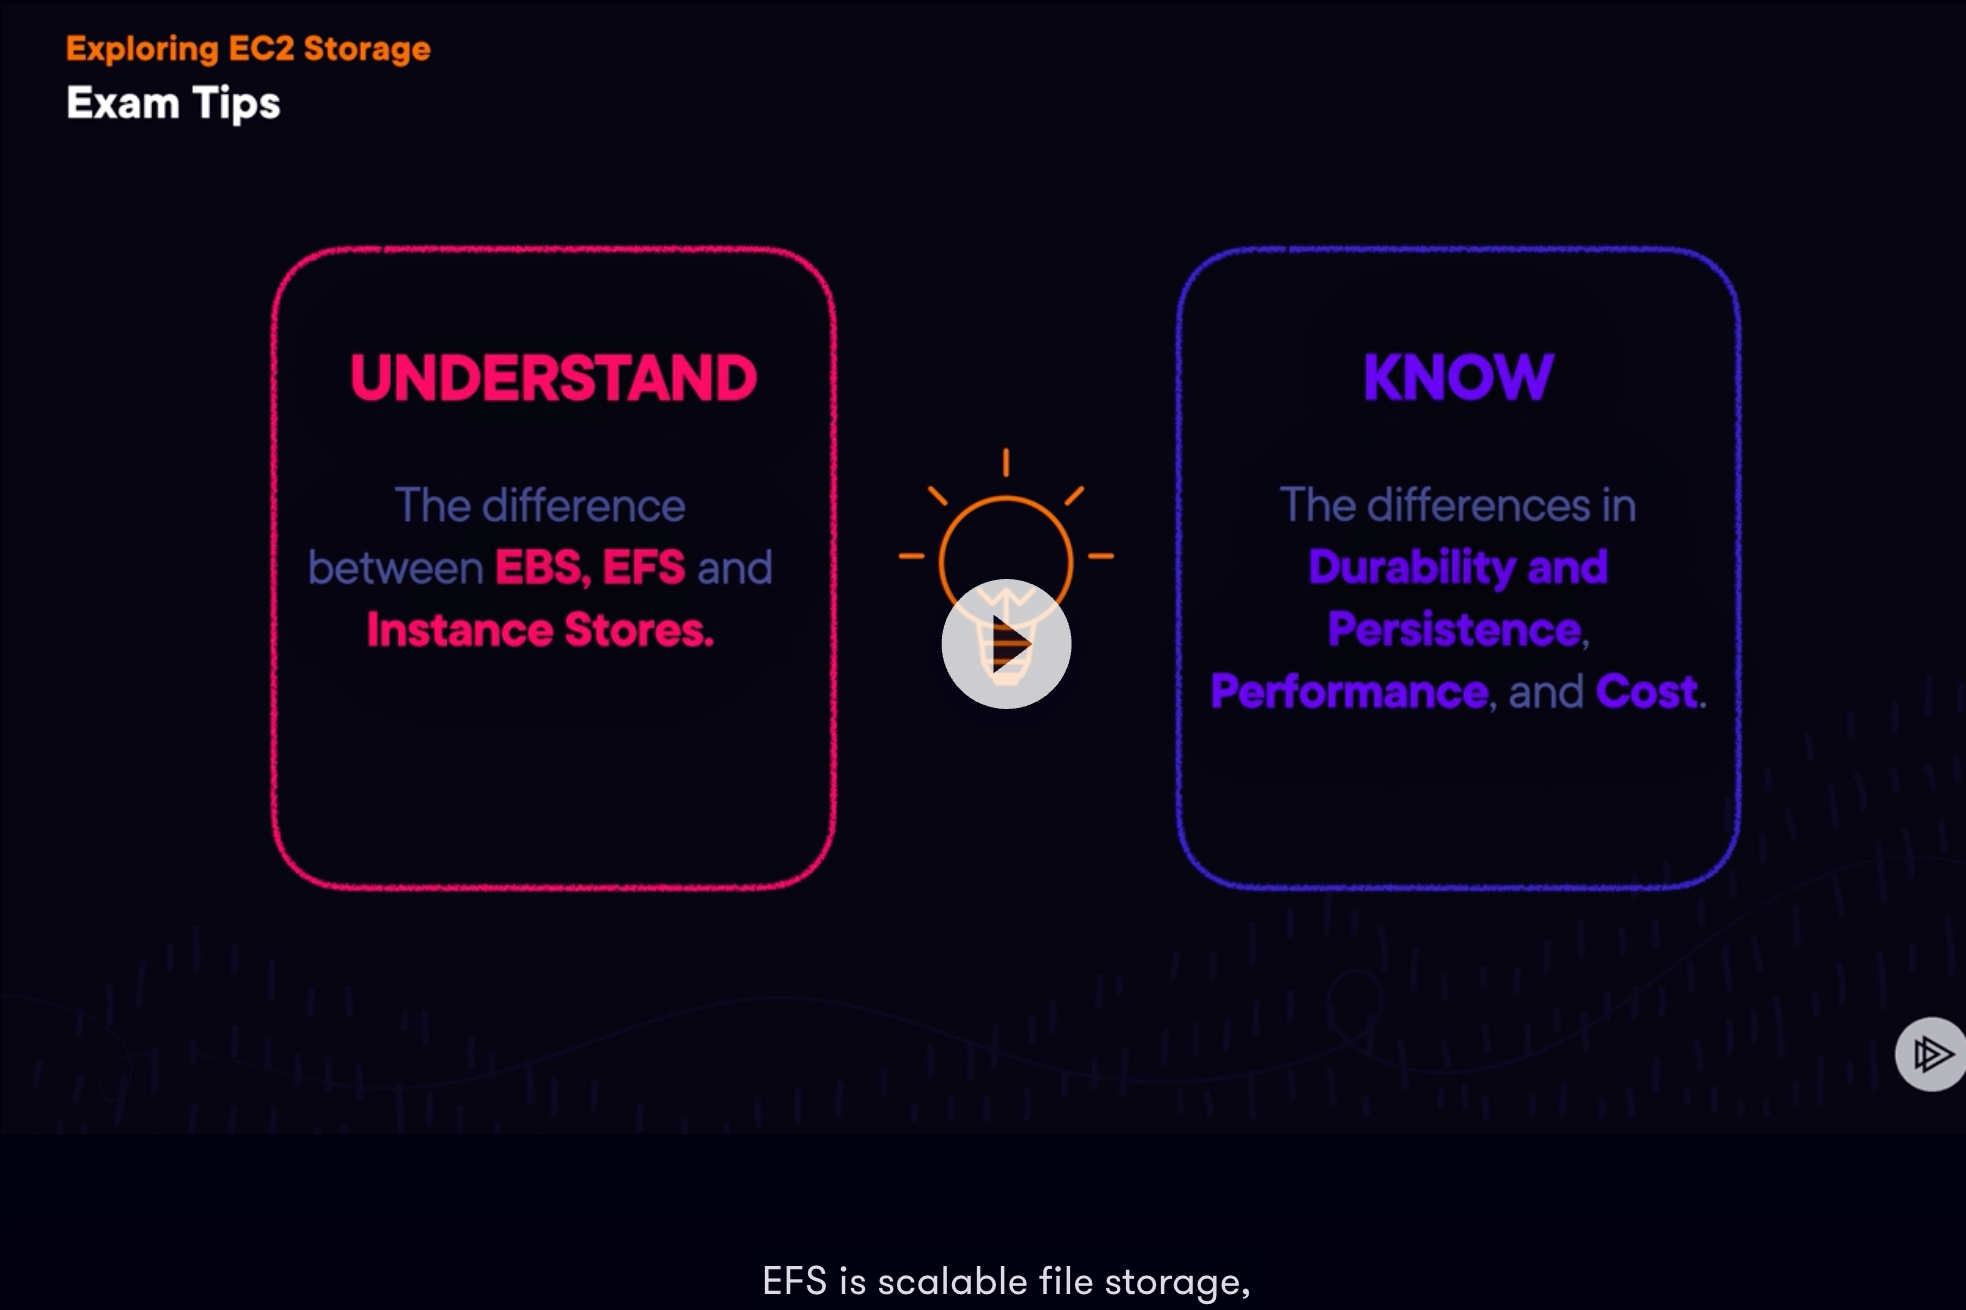 Exploring EC2 Storage
Exam Tips
UNDERSTAND
The difference
between EBS, EFS and
Instance Stores.
KNOW
The differences in
Durability and
Persistence,
Performance, and Cost.
EFS is scalable file storage,